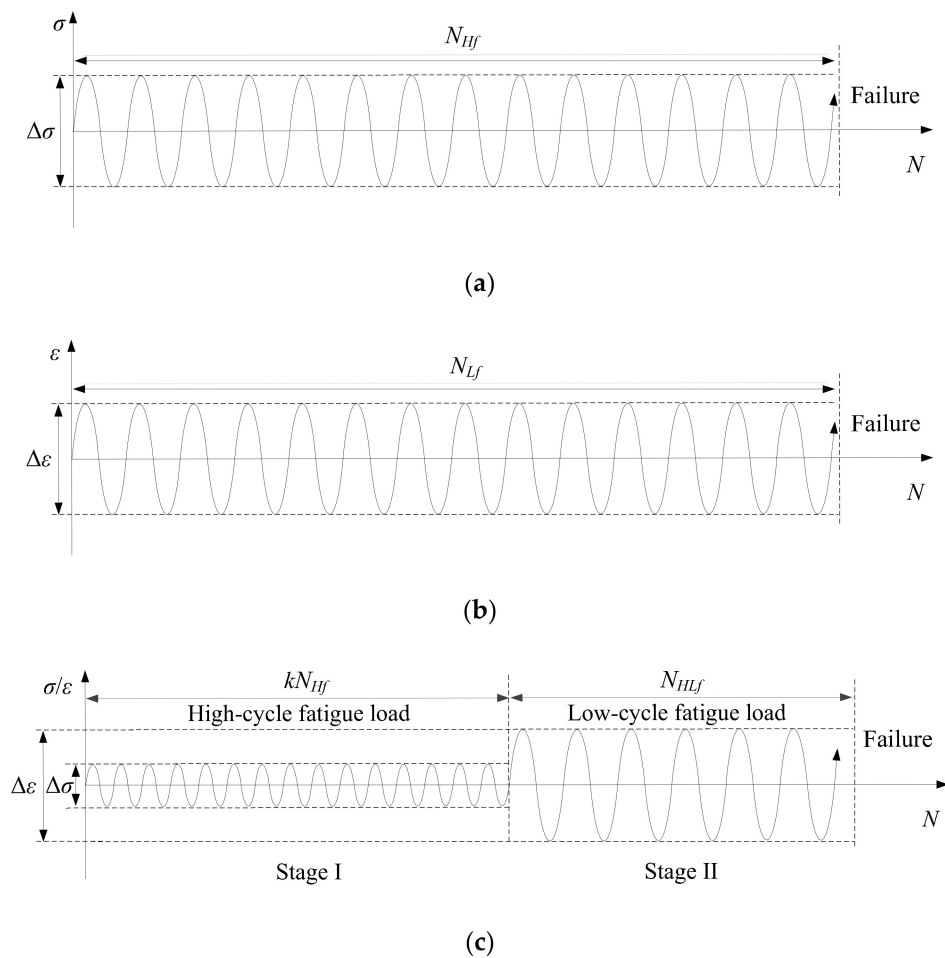 σ
N_Hf
Δσ
Failure
N
(a)
ε
N_Lf
Δε
Failure
N
(b)
σ/ε
kN_Hf
N_HLf
High-cycle fatigue load
Low-cycle fatigue load
Failure
Δε
Δσ
N
Stage I
Stage II
(c)